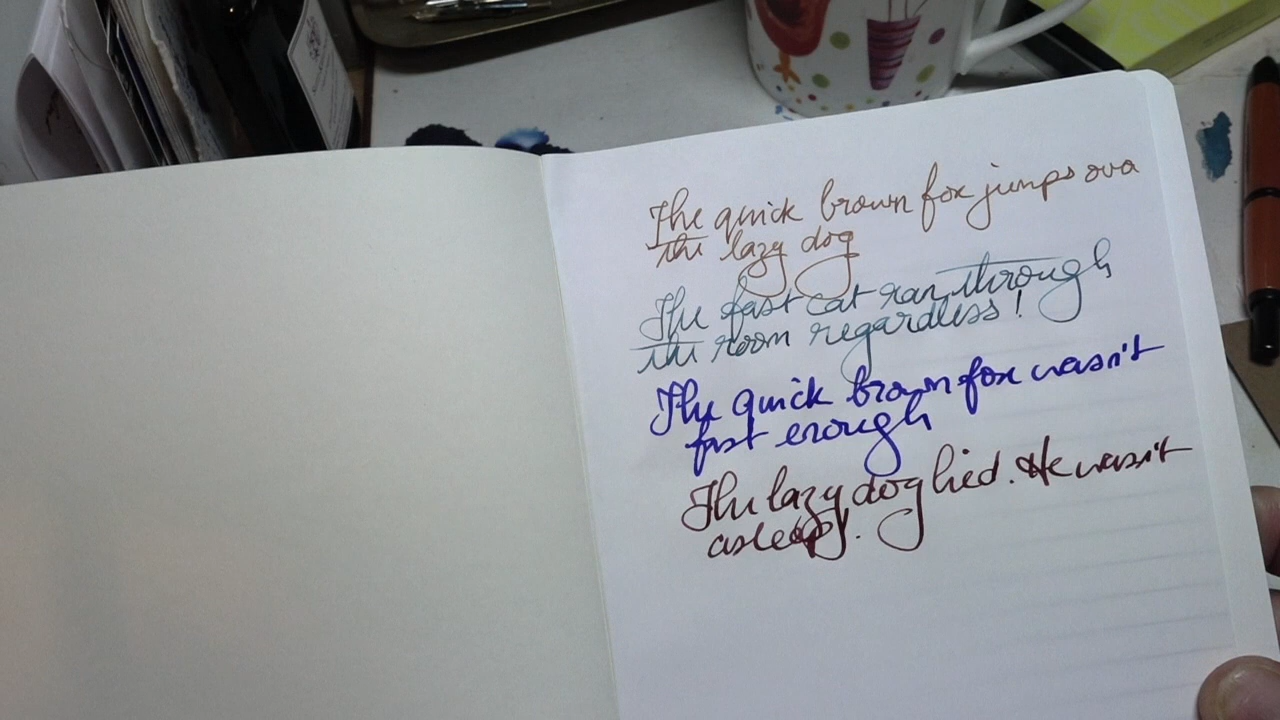 The quick brown fox jumps over
the lazy dog
The fast cat ran through
the room regardless!
The quick brown fox wasn't
fast enough
The lazy dog lied. He wasn't
asleep.